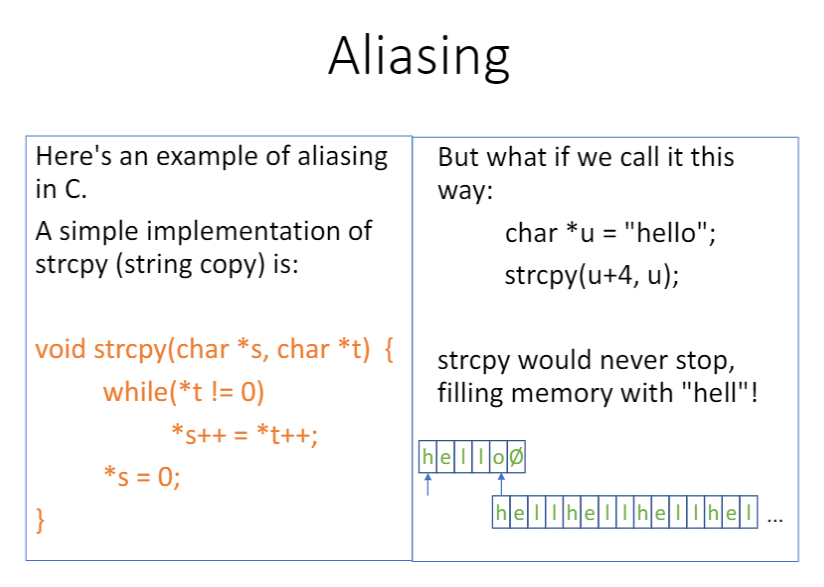 Aliasing
Here's an example of aliasing
in C.
A simple implementation of
strcpy (string copy) is:
void strcpy(char *s, char *t) {
while(*t != 0)
*s++ = *t++;
*s = 0;
}
But what if we call it this
way:
char *u = "hello";
strcpy(u+4, u);
strcpy would never stop,
filling memory with "hell"!
h e l l o Ø
h e l l h e l l h e l l h e l ...